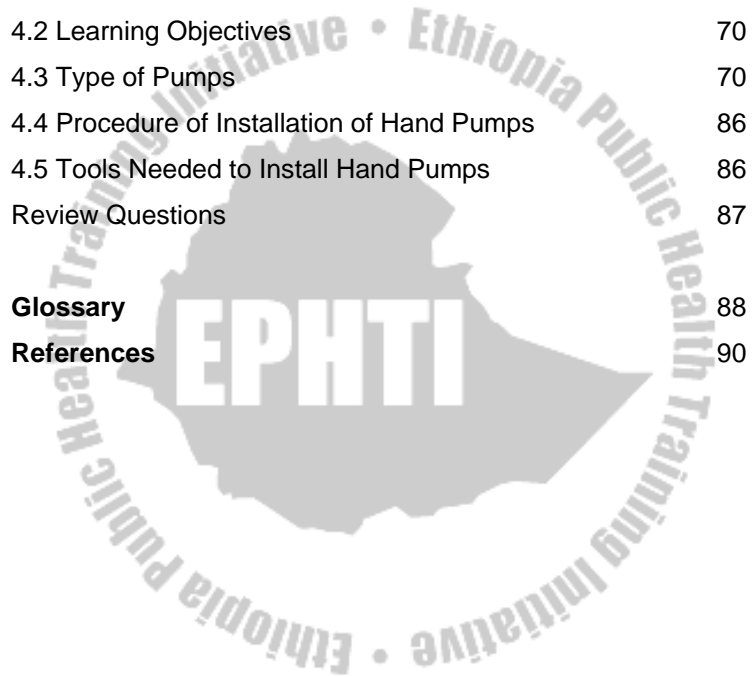 4.2 Learning Objectives 70
4.3 Type of Pumps 70
4.4 Procedure of Installation of Hand Pumps 86
4.5 Tools Needed to Install Hand Pumps 86
Review Questions 87
Glossary 88
References 90
EPHTI
Ethiopia Public Health Training Initiative • Ethiopia Public Health Training Initiative •